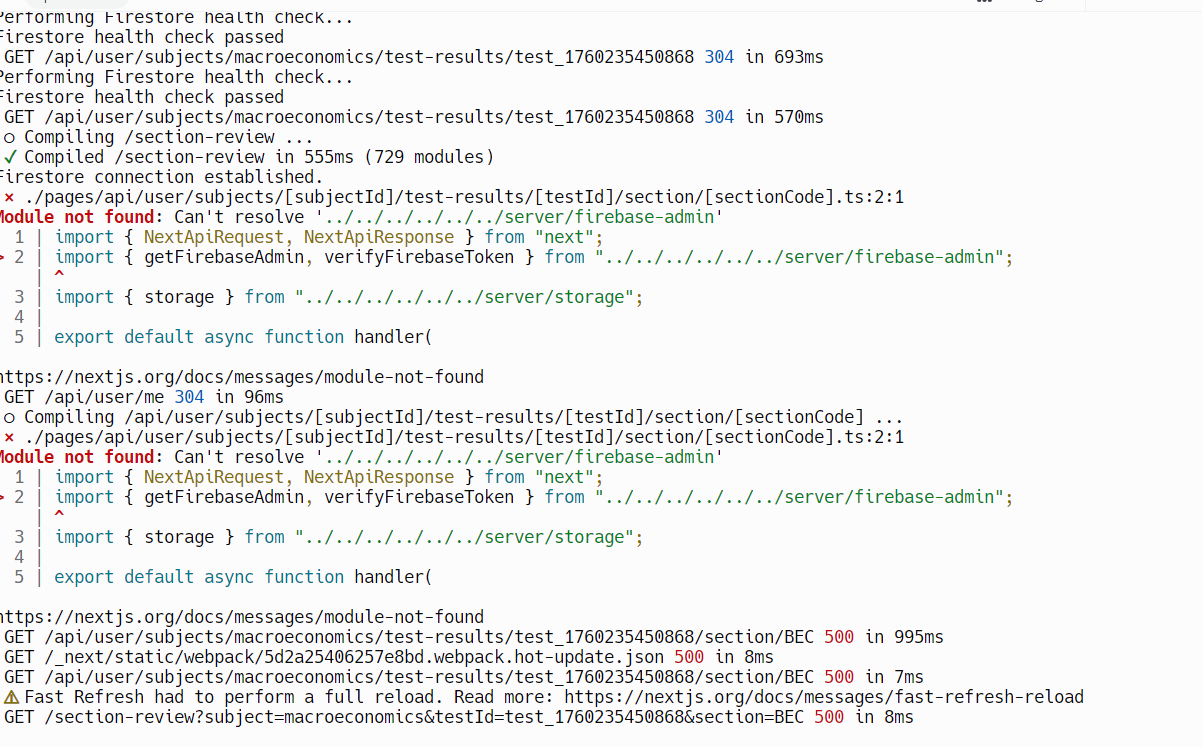 Performing Firestore health check...
Firestore health check passed
GET /api/user/subjects/macroeconomics/test-results/test_1760235450868 304 in 693ms
Performing Firestore health check...
Firestore health check passed
GET /api/user/subjects/macroeconomics/test-results/test_1760235450868 304 in 570ms
○ Compiling /section-review ...
✓ Compiled /section-review in 555ms (729 modules)
Firestore connection established.
⨯ ./pages/api/user/subjects/[subjectId]/test-results/[testId]/section/[sectionCode].ts:2:1
Module not found: Can't resolve '../../../../../../server/firebase-admin'
1 | import { NextApiRequest, NextApiResponse } from "next";
> 2 | import { getFirebaseAdmin, verifyFirebaseToken } from "../../../../../../server/firebase-admin";
| ^
3 | import { storage } from "../../../../../../server/storage";
4 |
5 | export default async function handler(
https://nextjs.org/docs/messages/module-not-found
GET /api/user/me 304 in 96ms
○ Compiling /api/user/subjects/[subjectId]/test-results/[testId]/section/[sectionCode] ...
⨯ ./pages/api/user/subjects/[subjectId]/test-results/[testId]/section/[sectionCode].ts:2:1
Module not found: Can't resolve '../../../../../../server/firebase-admin'
1 | import { NextApiRequest, NextApiResponse } from "next";
> 2 | import { getFirebaseAdmin, verifyFirebaseToken } from "../../../../../../server/firebase-admin";
| ^
3 | import { storage } from "../../../../../../server/storage";
4 |
5 | export default async function handler(
https://nextjs.org/docs/messages/module-not-found
GET /api/user/subjects/macroeconomics/test-results/test_1760235450868/section/BEC 500 in 995ms
GET /_next/static/webpack/5d2a25406257e8bd.webpack.hot-update.json 500 in 8ms
GET /api/user/subjects/macroeconomics/test-results/test_1760235450868/section/BEC 500 in 7ms
⚠ Fast Refresh had to perform a full reload. Read more: https://nextjs.org/docs/messages/fast-refresh-reload
GET /section-review?subject=macroeconomics&testId=test_1760235450868&section=BEC 500 in 8ms